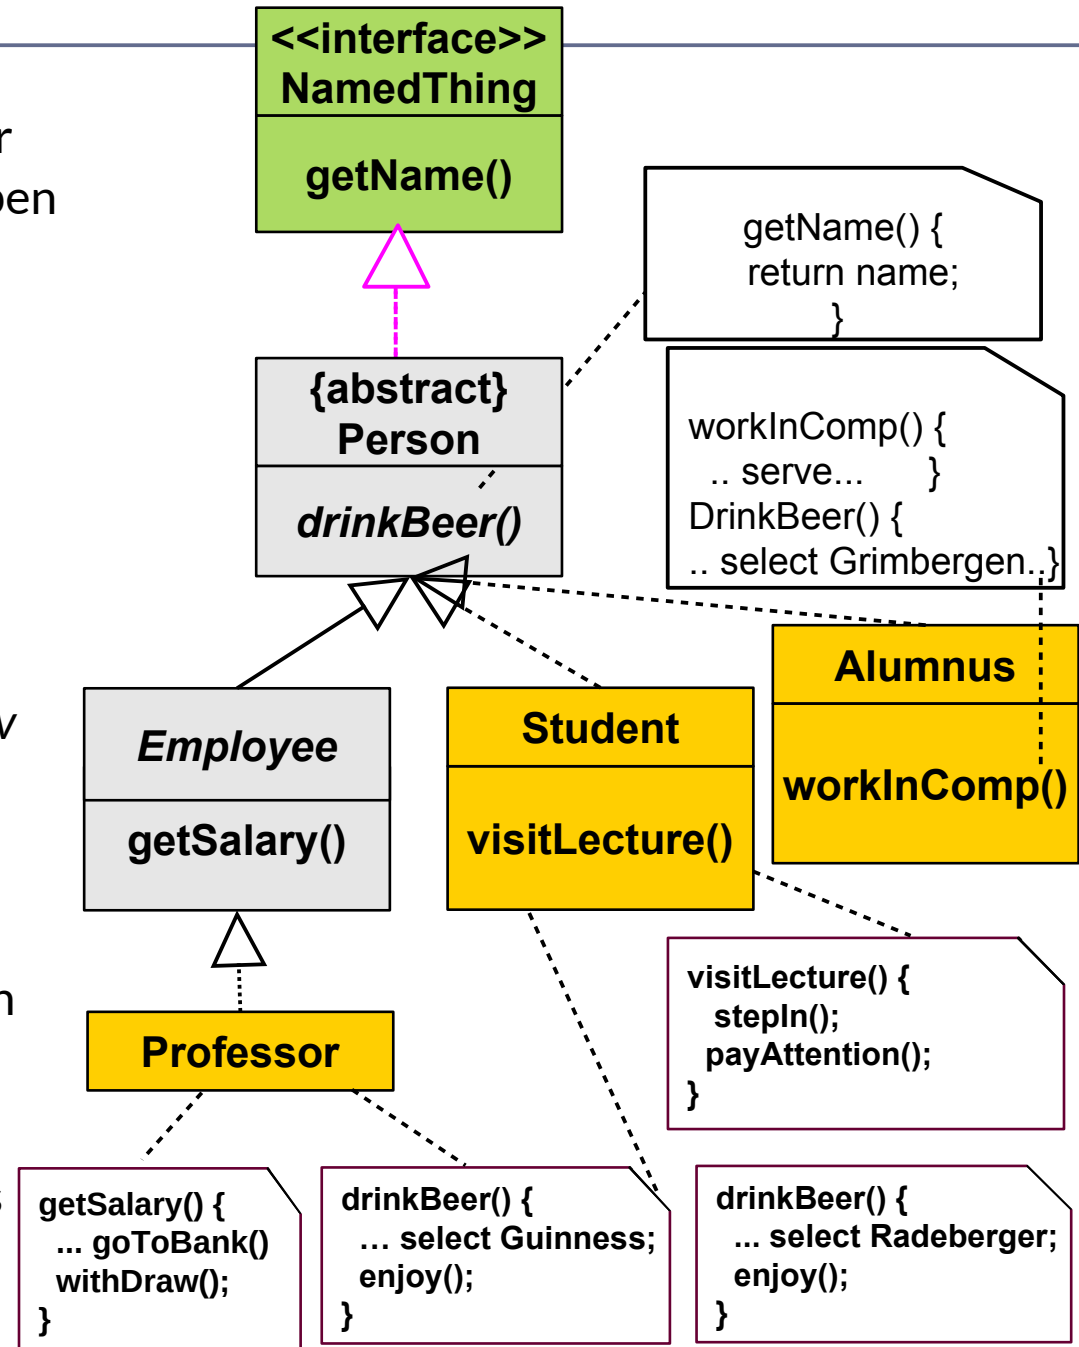 <<interface>>
NamedThing
getName()
r
pen
getName() {
return name;
}
{abstract}
Person
drinkBeer()
workInComp() {
.. serve... }
DrinkBeer() {
.. select Grimbergen..}
Alumnus
workInComp()
Employee
getSalary()
Student
visitLecture()
visitLecture() {
stepIn();
payAttention();
}
n
Professor
s
getSalary() {
... goToBank()
withDraw();
}
drinkBeer() {
... select Guinness;
enjoy();
}
drinkBeer() {
... select Radeberger;
enjoy();
}